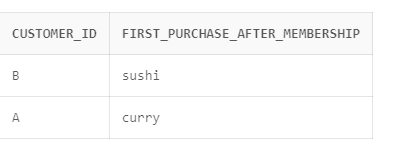 CUSTOMER_ID FIRST_PURCHASE_AFTER_MEMBERSHIP
B sushi
A curry